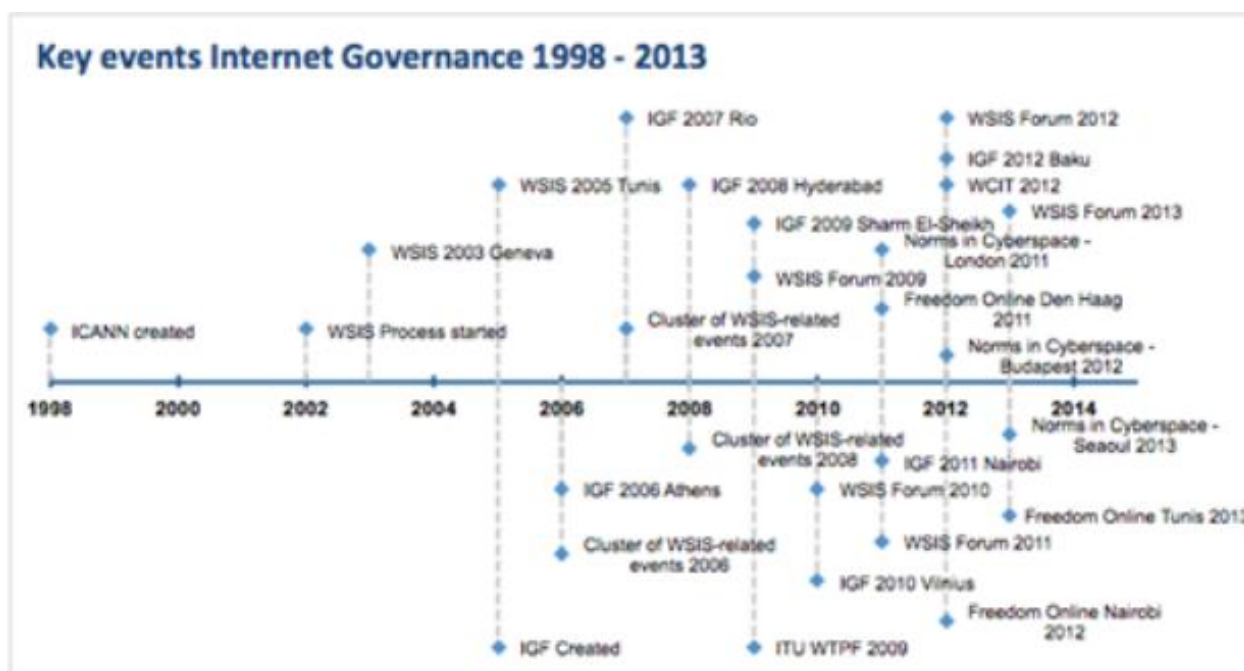 Key events Internet Governance 1998 - 2013
IGF 2007 Rio
WSIS Forum 2012
IGF 2012 Baku
WSIS 2005 Tunis
IGF 2008 Hyderabad
WCIT 2012
WSIS Forum 2013
IGF 2009 Sharm El-Sheikh
WSIS 2003 Geneva
Norms in Cyberspace -
London 2011
WSIS Forum 2009
Freedom Online Den Haag
2011
ICANN created
WSIS Process started
Cluster of WSIS-related
events 2007
Norms in Cyberspace -
Budapest 2012
1998 2000 2002 2004 2006 2008 2010 2012 2014
Norms in Cyberspace -
Seaoul 2013
Cluster of WSIS-related
events 2008
IGF 2011 Nairobi
IGF 2006 Athens
WSIS Forum 2010
Freedom Online Tunis 2013
Cluster of WSIS-related
events 2006
WSIS Forum 2011
IGF 2010 Vilnius
Freedom Online Nairobi
2012
IGF Created
ITU WTPF 2009